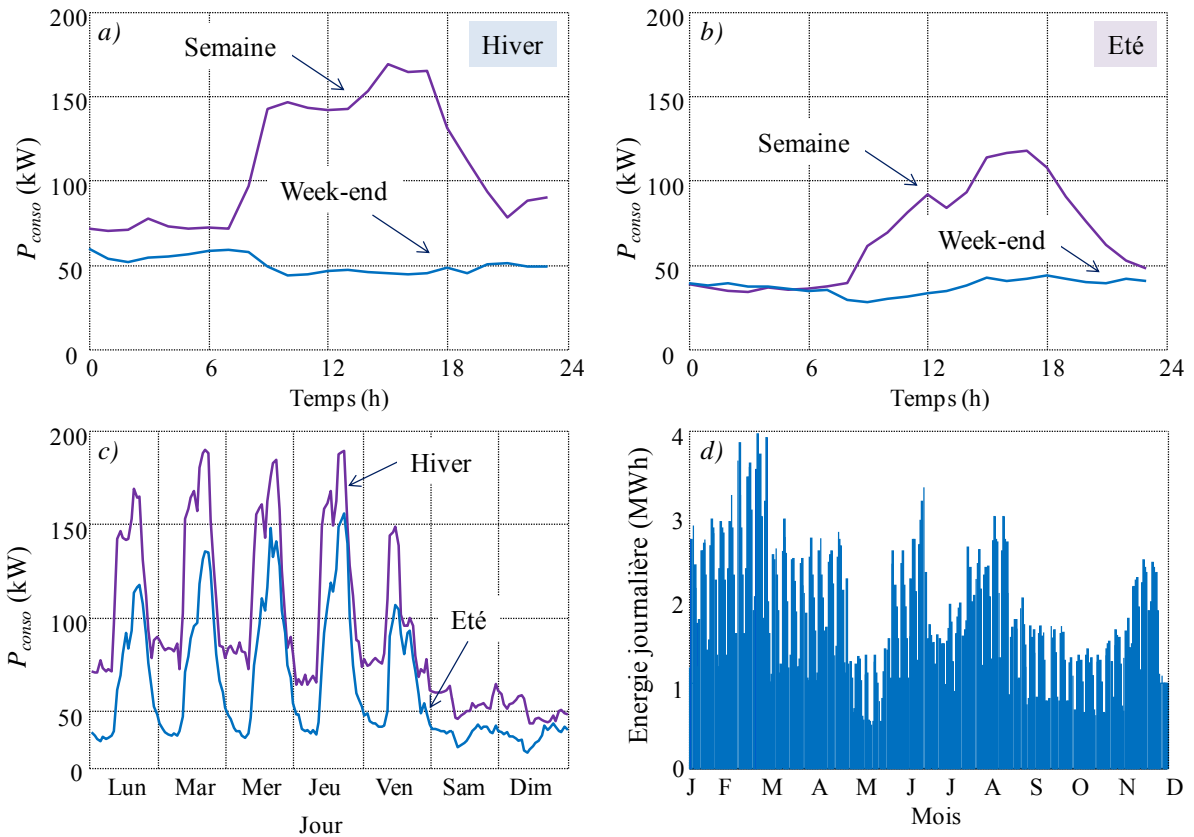 200
150
100
50
0
a)
Hiver
Semaine
Week-end
P conso (kW)
0 6 12 18 24
Temps (h)
200
150
100
50
0
b)
Eté
Semaine
Week-end
P conso (kW)
0 6 12 18 24
Temps (h)
200
150
100
50
0
c)
Hiver
Eté
P conso (kW)
Lun Mar Mer Jeu Ven Sam Dim
Jour
4
3
2
1
0
d)
Energie journalière (MWh)
J F M A M J J A S O N D
Mois